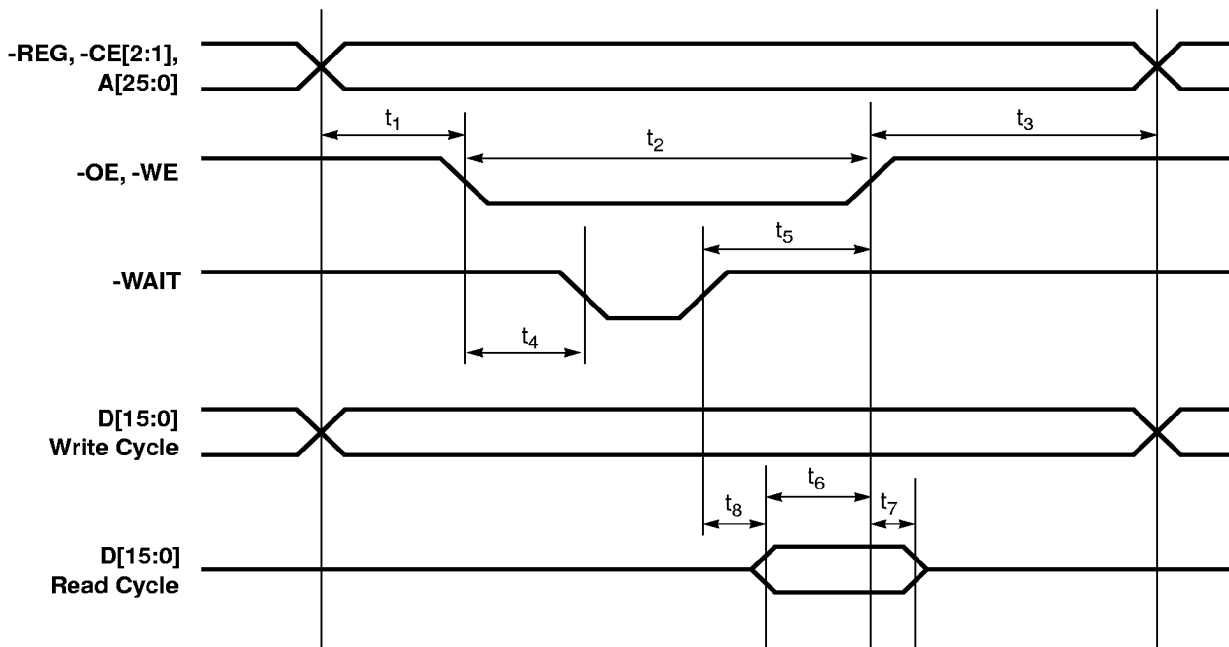 -REG, -CE[2:1],
A[25:0]
t1
t2
t3
-OE, -WE
t5
-WAIT
t4
D[15:0]
Write Cycle
t6
t8
t7
D[15:0]
Read Cycle